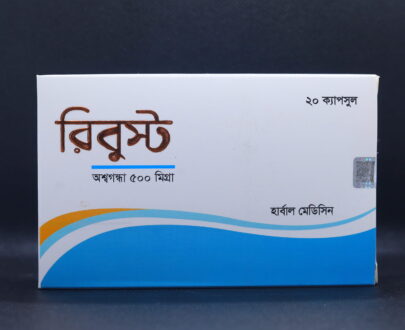 ২০ ক্যাপসুল
রিবুস্ট
অশ্বগন্ধা ৫০০ মিগ্রা
হার্বাল মেডিসিন